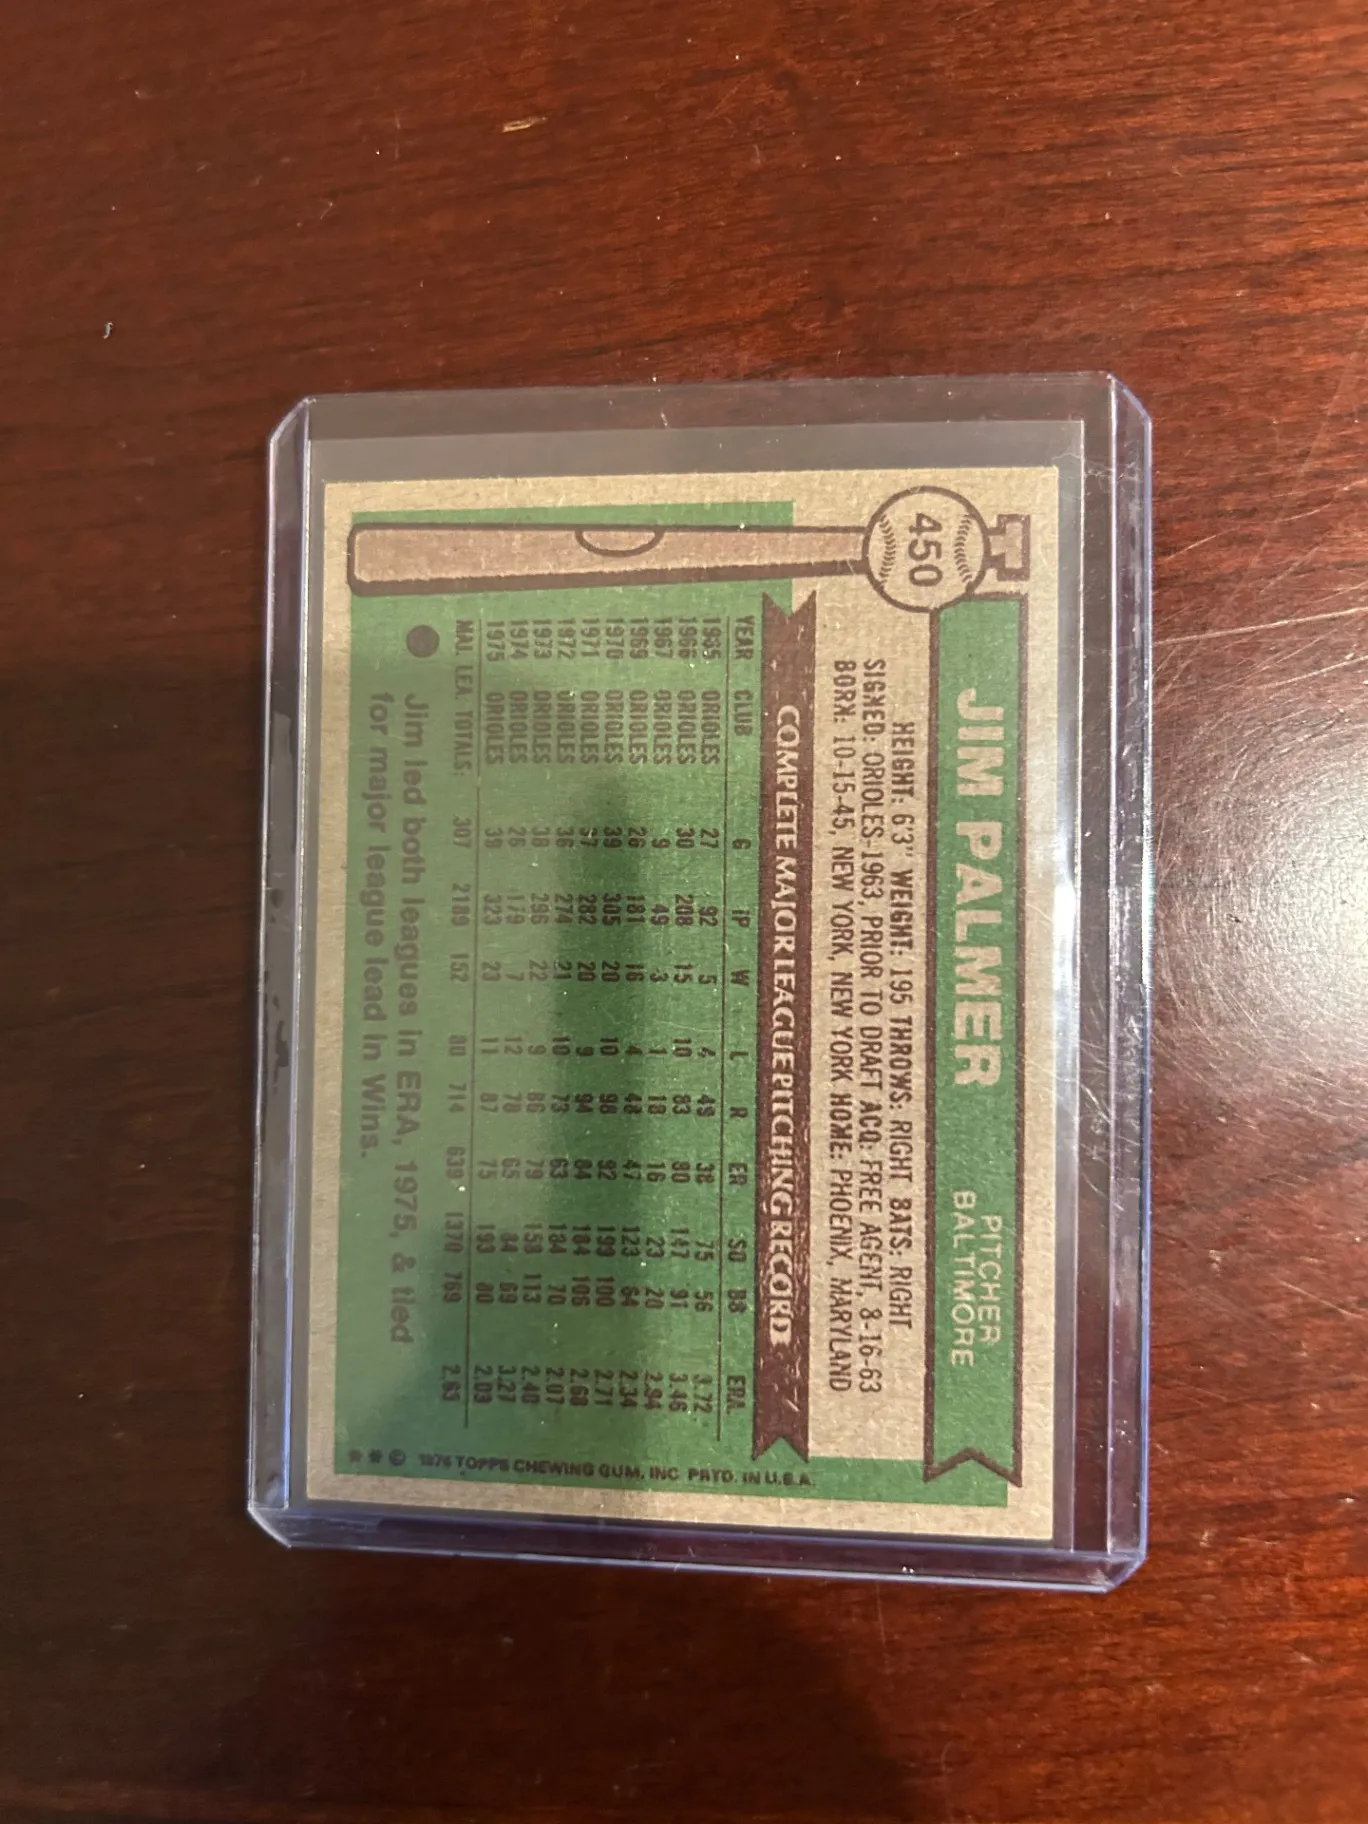 450
JIM PALMER
PITCHER
BALTIMORE
HEIGHT: 6'3" WEIGHT: 195 THROWS: RIGHT BATS: RIGHT
SIGNED: ORIOLES-1963, PRIOR TO DRAFT ACQ: FREE AGENT, 8-16-63
BORN: 10-15-45, NEW YORK, NEW YORK HOME: PHOENIX, MARYLAND
COMPLETE MAJOR LEAGUE PITCHING RECORD
YEAR CLUB G IP W L R ER SO BB ERA
1965 ORIOLES 27 92 5 4 49 38 75 56 3.72
1966 ORIOLES 30 208 15 10 83 80 147 91 3.46
1967 ORIOLES 9 49 3 1 18 16 23 20 2.94
1969 ORIOLES 26 181 16 4 48 47 123 64 2.34
1970 ORIOLES 39 305 20 10 98 92 199 100 2.71
1971 ORIOLES 37 282 20 9 94 84 184 106 2.68
1972 ORIOLES 36 274 21 10 73 63 184 70 2.07
1973 ORIOLES 38 296 22 9 86 79 158 113 2.40
1974 ORIOLES 26 179 7 12 78 65 84 69 3.27
1975 ORIOLES 39 323 23 11 87 75 193 80 2.03
MAJ. LEA. TOTALS: 307 2189 152 80 714 639 1370 769 2.63
Jim led both leagues in ERA, 1975, & tied
for major league lead in Wins.
** © 1976 TOPPS CHEWING GUM, INC. PRTD. IN U.S.A.